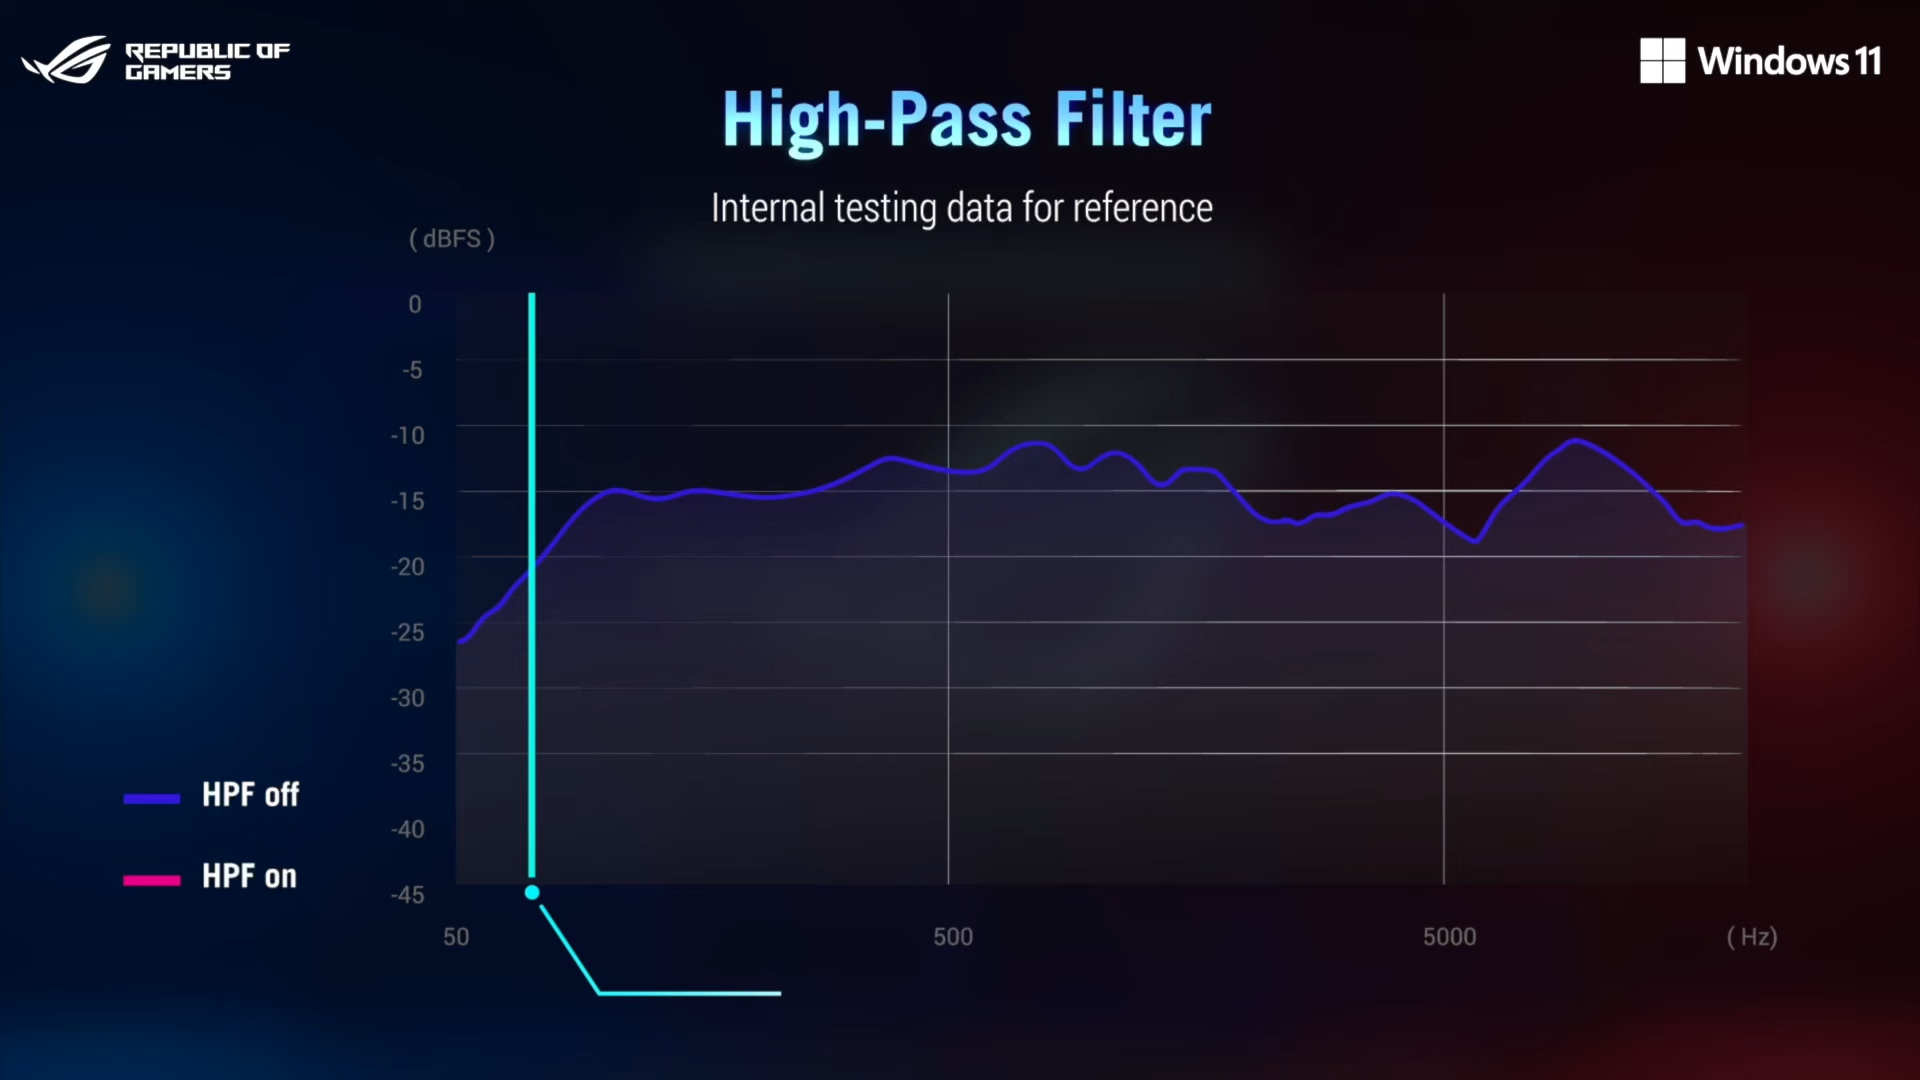 REPUBLIC OF
GAMERS
Windows 11
High-Pass Filter
Internal testing data for reference
( dBFS )
0
-5
-10
-15
-20
-25
-30
-35
-40
-45
HPF off
HPF on
50
500
5000
( Hz)